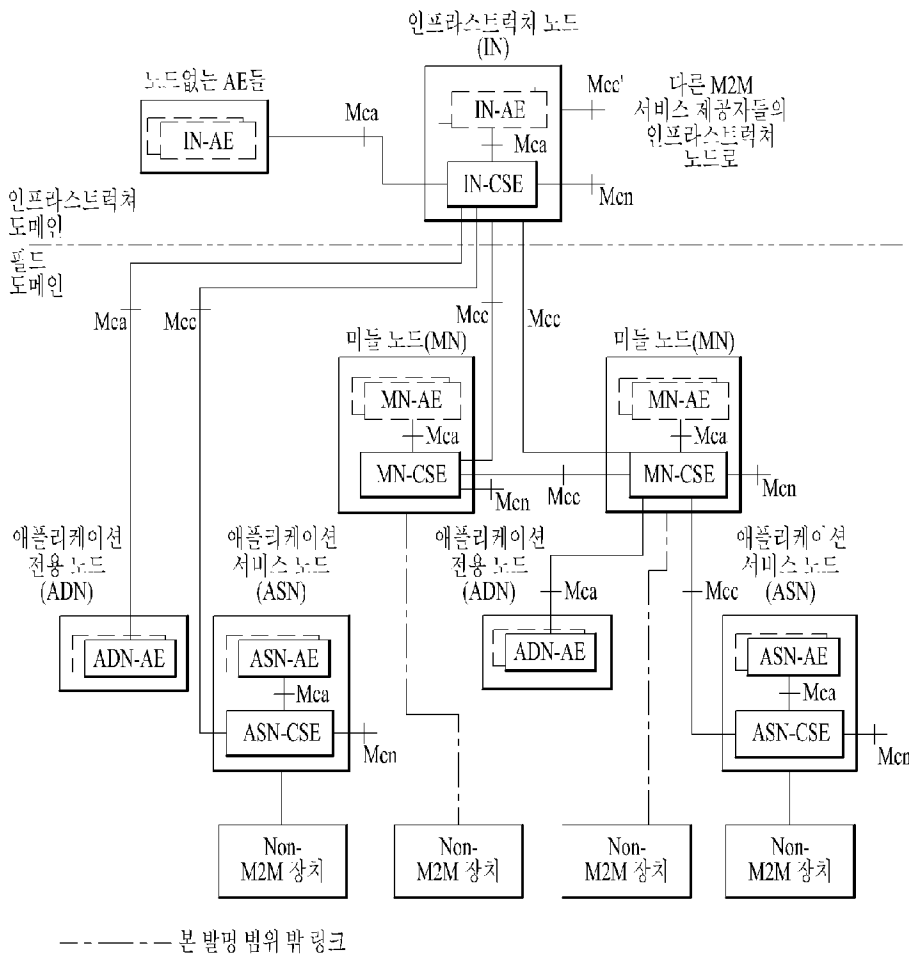 인프라스트럭쳐 노드
(IN)
노드없는 AE들
IN-AE
Mca
IN-AE
Mca
IN-CSE
Mcc'
다른 M2M
서비스 제공자들의
인프라스트럭쳐
노드로
Mcn
인프라스트럭쳐
도메인
필드
도메인
Mca
Mcc
Mcc
Mcc
미들 노드(MN)
MN-AE
Mca
MN-CSE
Mcn
Mcc
미들 노드(MN)
MN-AE
Mca
MN-CSE
Mcn
애플리케이션
전용 노드
(ADN)
ADN-AE
애플리케이션
서비스 노드
(ASN)
ASN-AE
Mca
ASN-CSE
Mcn
애플리케이션
전용 노드
(ADN)
Mca
ADN-AE
Mcc
애플리케이션
서비스 노드
(ASN)
ASN-AE
Mca
ASN-CSE
Mcn
Non-
M2M 장치
Non-
M2M 장치
Non-
M2M 장치
Non-
M2M 장치
본 발명 범위 밖 링크